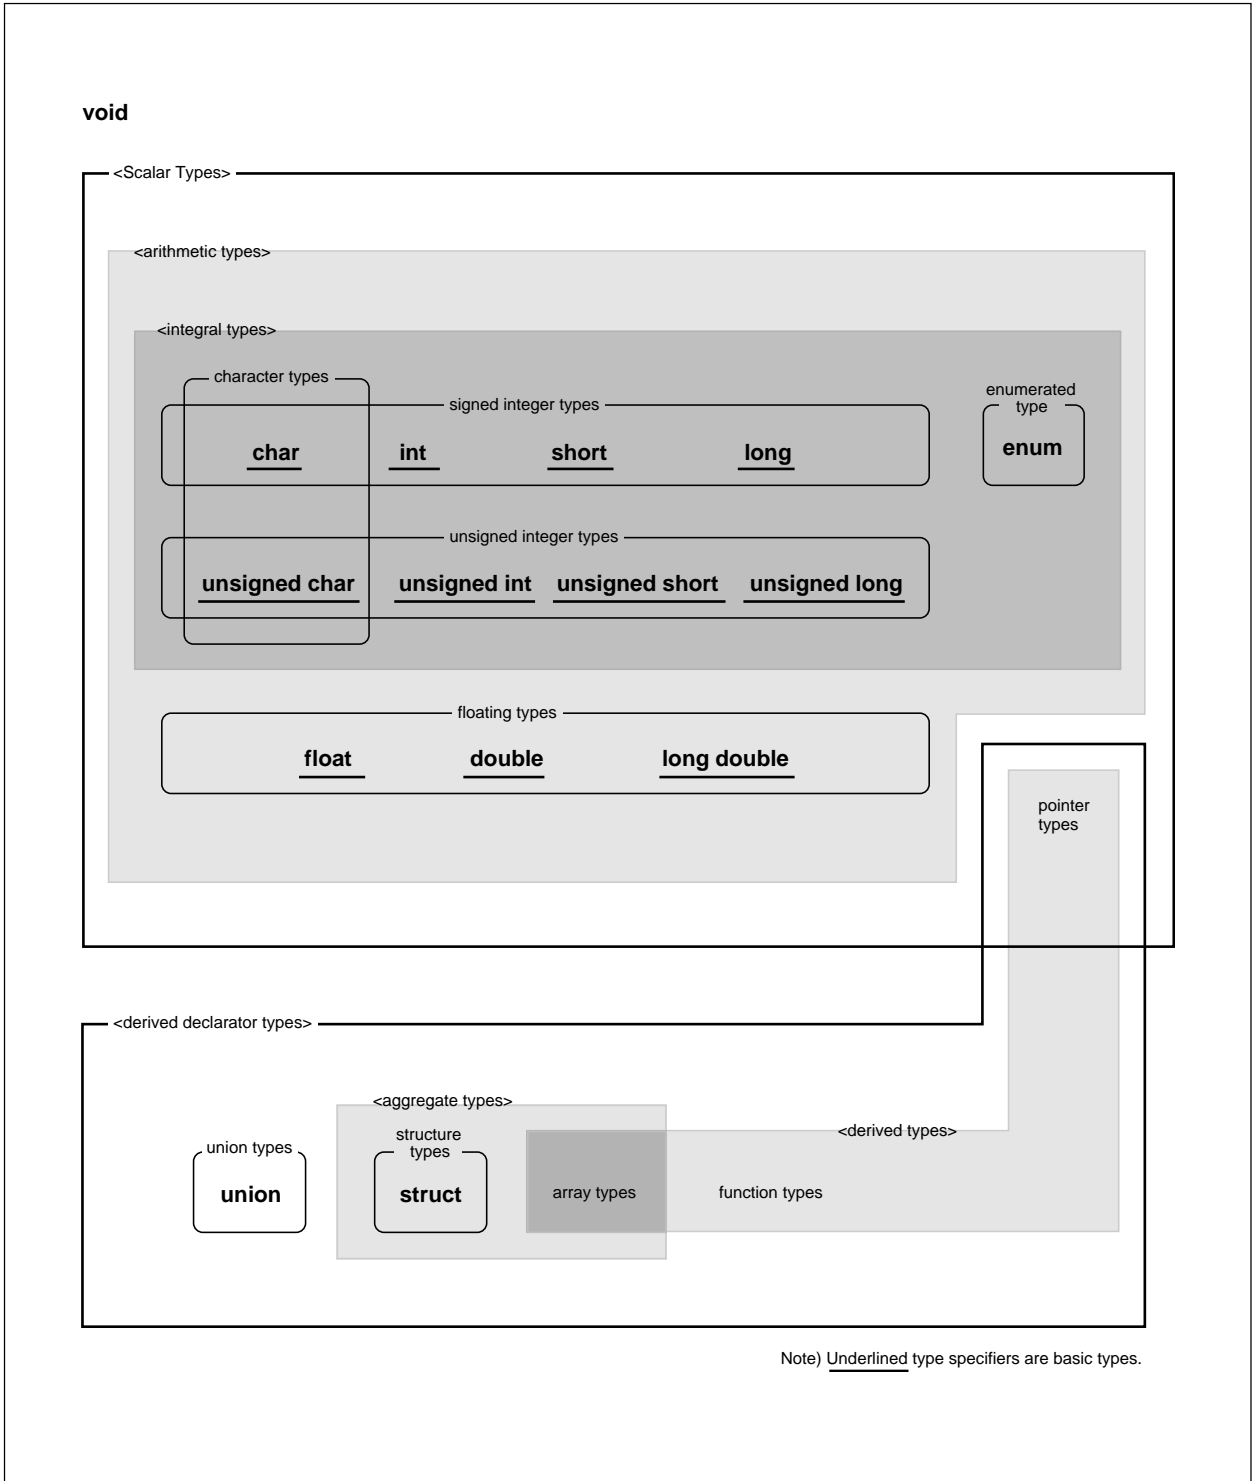 void
<Scalar Types>
<arithmetic types>
<integral types>
character types
enumerated
type
signed integer types
char int short long
enum
unsigned integer types
unsigned char unsigned int unsigned short unsigned long
floating types
float double long double
pointer
types
<derived declarator types>
<aggregate types>
structure
types
<derived types>
union types
union
struct
array types
function types
Note) Underlined type specifiers are basic types.